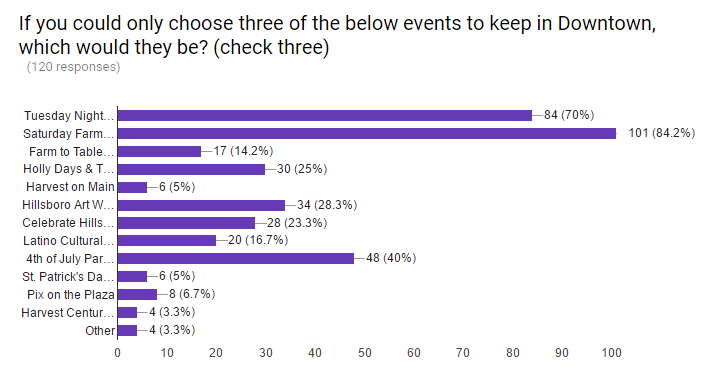 If you could only choose three of the below events to keep in Downtown,
which would they be? (check three)
(120 responses)
Tuesday Night... 84 (70%)
Saturday Farm... 101 (84.2%)
Farm to Table... 17 (14.2%)
Holly Days & T... 30 (25%)
Harvest on Main 6 (5%)
Hillsboro Art W... 34 (28.3%)
Celebrate Hills... 28 (23.3%)
Latino Cultural... 20 (16.7%)
4th of July Par... 48 (40%)
St. Patrick's Da... 6 (5%)
Pix on the Plaza 8 (6.7%)
Harvest Centur... 4 (3.3%)
Other 4 (3.3%)
0 10 20 30 40 50 60 70 80 90 100